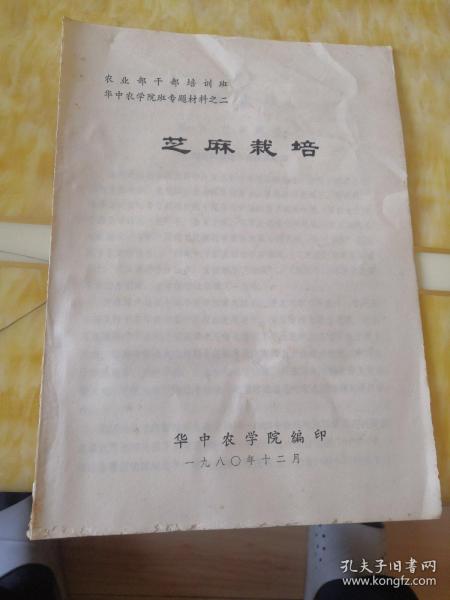 农业部干部培训班
华中农学院班专题材料之二
芝麻栽培
华中农学院编印
一九八〇年十二月
孔夫子旧书网
www.kongfz.com